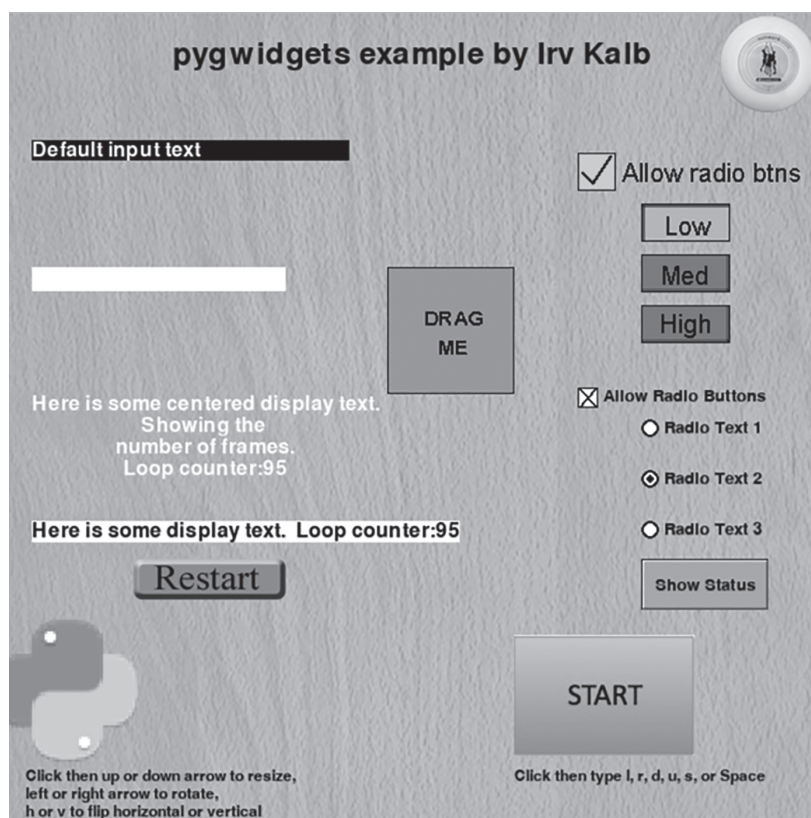 pygwidgets example by Irv Kalb
Default input text
Allow radio btns
Low
Med
High
DRAG
ME
Here is some centered display text.
Showing the
number of frames.
Loop counter:95
Allow Radio Buttons
Radio Text 1
Radio Text 2
Radio Text 3
Here is some display text.  Loop counter:95
Restart
Show Status
START
Click then up or down arrow to resize,
left or right arrow to rotate,
h or v to flip horizontal or vertical
Click then type l, r, d, u, s, or Space